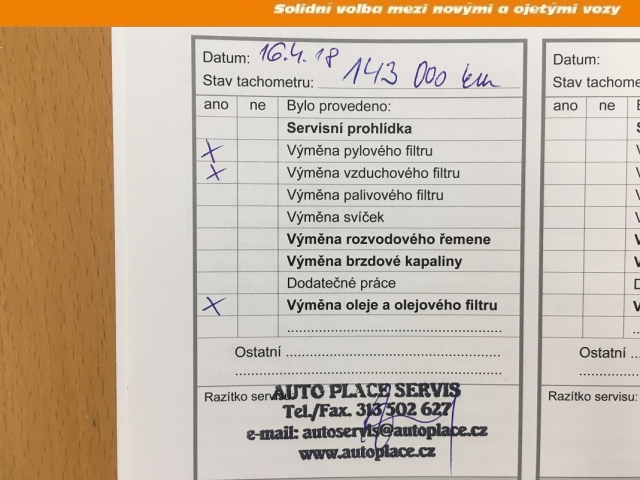 Solidní volba mezi novými a ojetými vozy
Datum: 16.4.18
Stav tachometru: 143 000 km
ano ne Bylo provedeno:
Servisní prohlídka
X Výměna pylového filtru
X Výměna vzduchového filtru
Výměna palivového filtru
Výměna svíček
Výměna rozvodového řemene
Výměna brzdové kapaliny
Dodatečné práce
X Výměna oleje a olejového filtru
Ostatní
Razítko servisu:
AUTO PLACE SERVIS
Tel./Fax. 313 502 627
e-mail: autoservis@autoplace.cz
www.autoplace.cz
Datum:
Stav tachome
ano ne B
S
V
V
V
V
V
V
D
V
Ostatní
Razítko servisu: